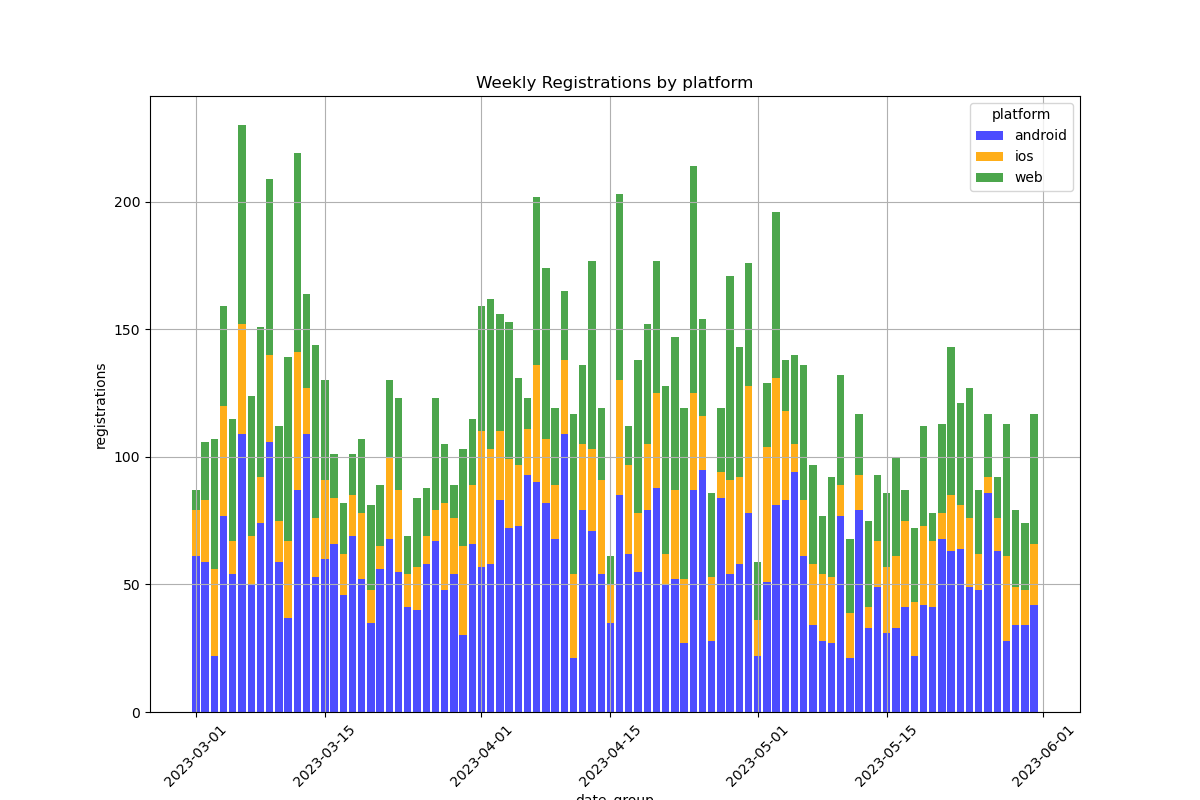 Weekly Registrations by platform
platform
android
ios
web
registrations
200
150
100
50
0
2023-03-01
2023-03-15
2023-04-01
2023-04-15
2023-05-01
2023-05-15
2023-06-01
date_group